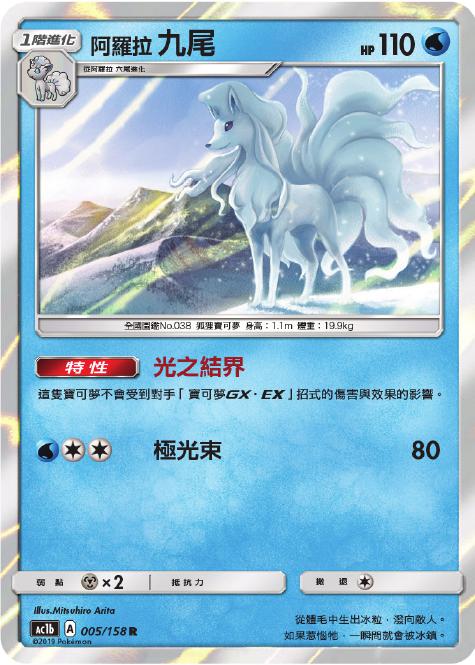 1階進化
阿羅拉 九尾 HP 110
從阿羅拉 六尾進化
全國圖鑑No.038 狐狸寶可夢 身高:1.1m 體重:19.9kg
特性 光之結界
這隻寶可夢不會受到對手「寶可夢GX・EX」招式的傷害與效果的影響。
極光束 80
弱點 ×2 抵抗力 撤退
Illus.Mitsuhiro Arita
AC1b A 005/158 R
©2019 Pokémon
從體毛中生出冰粒,潑向敵人。
如果惹惱牠,一瞬間就會被冰鎮。